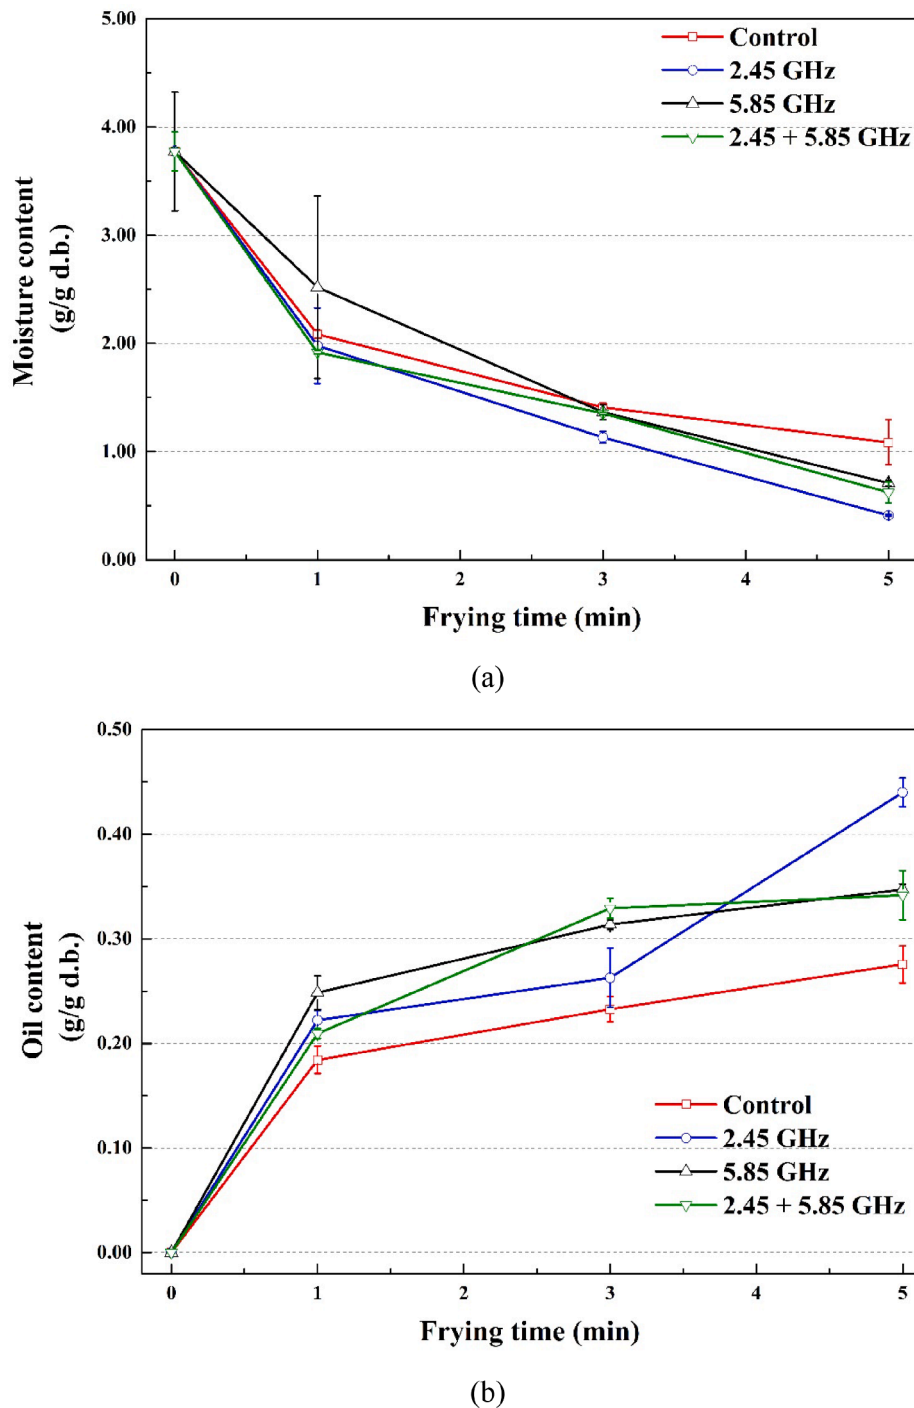 5.00
4.00
3.00
2.00
1.00
0.00
Moisture content
(g/g d.b.)
Control
2.45 GHz
5.85 GHz
2.45 + 5.85 GHz
0 1 2 3 4 5
Frying time (min)
(a)
0.50
0.40
0.30
0.20
0.10
0.00
Oil content
(g/g d.b.)
Control
2.45 GHz
5.85 GHz
2.45 + 5.85 GHz
0 1 2 3 4 5
Frying time (min)
(b)